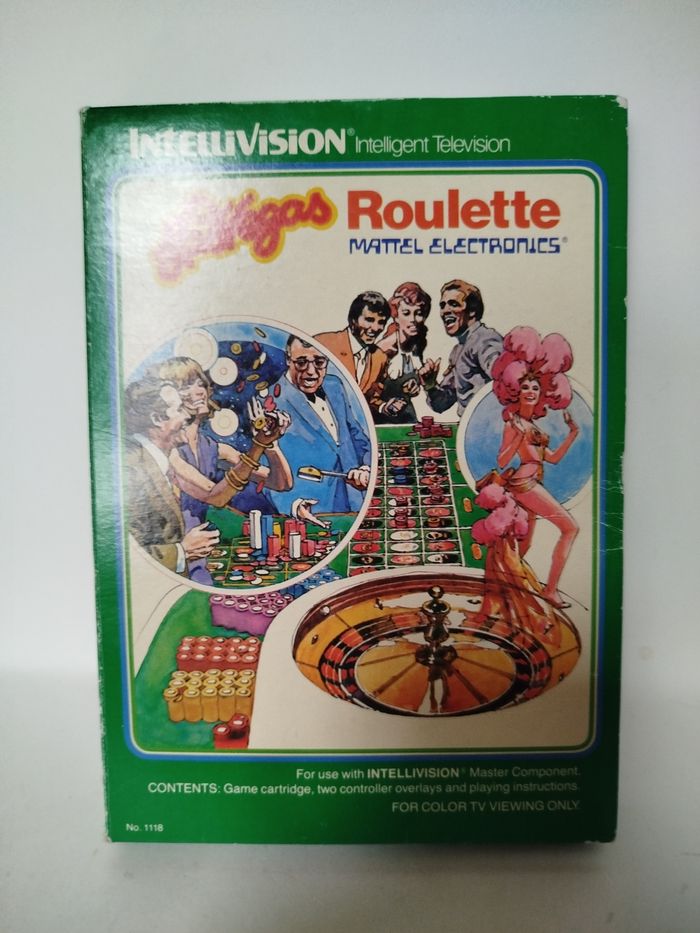 INTELLIVISION® Intelligent Television
Las Vegas Roulette
MATTEL ELECTRONICS®
For use with INTELLIVISION® Master Component.
CONTENTS: Game cartridge, two controller overlays and playing instructions.
FOR COLOR TV VIEWING ONLY.
No. 1118